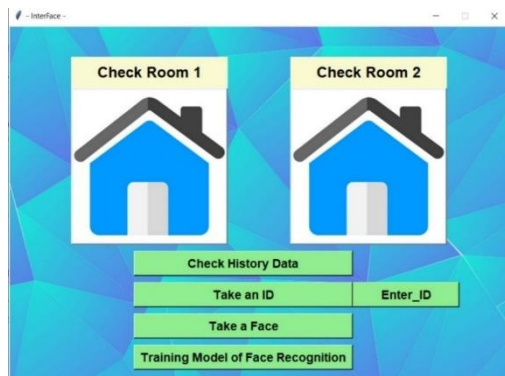 - InterFace -
Check Room 1
Check Room 2
Check History Data
Take an ID
Enter_ID
Take a Face
Training Model of Face Recognition